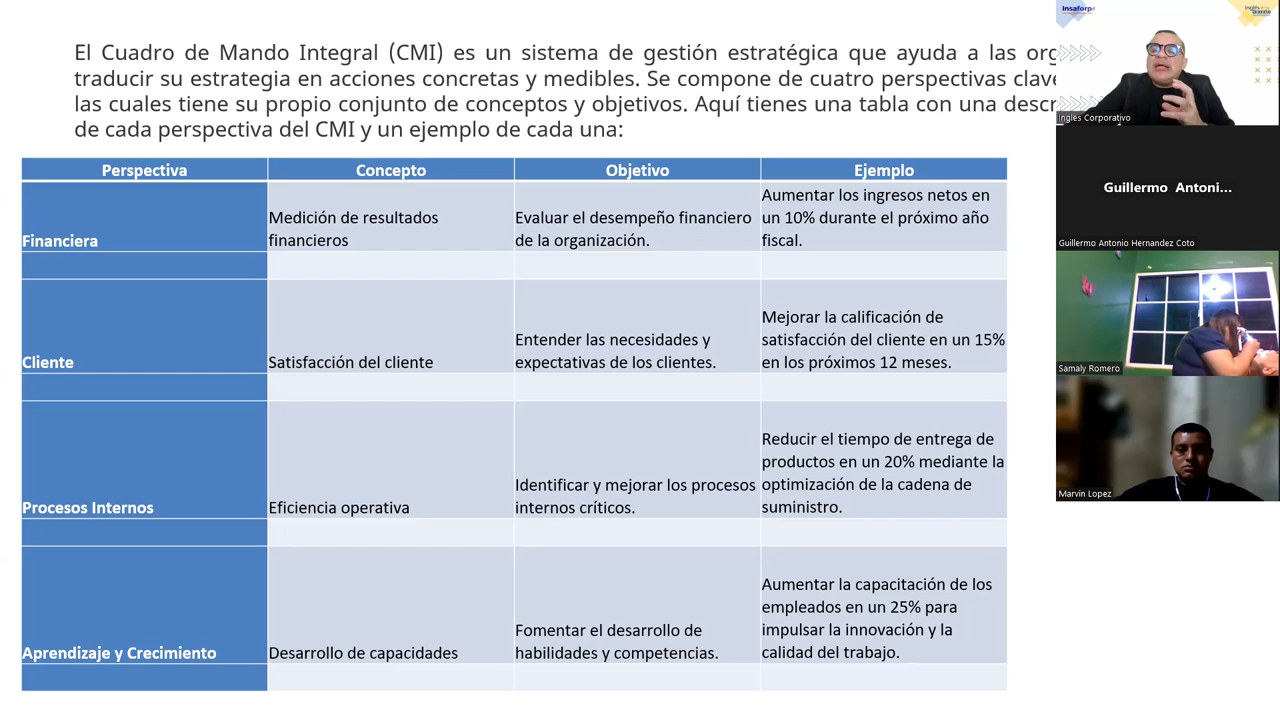 El Cuadro de Mando Integral (CMI) es un sistema de gestión estratégica que ayuda a las org
traducir su estrategia en acciones concretas y medibles. Se compone de cuatro perspectivas clave
las cuales tiene su propio conjunto de conceptos y objetivos. Aquí tienes una tabla con una descr
de cada perspectiva del CMI y un ejemplo de cada una:
Perspectiva Concepto Objetivo Ejemplo
Financiera
Medición de resultados
financieros
Evaluar el desempeño financiero
de la organización.
Aumentar los ingresos netos en
un 10% durante el próximo año
fiscal.
Cliente
Satisfacción del cliente
Entender las necesidades y
expectativas de los clientes.
Mejorar la calificación de
satisfacción del cliente en un 15%
en los próximos 12 meses.
Procesos Internos
Eficiencia operativa
Identificar y mejorar los procesos
internos críticos.
Reducir el tiempo de entrega de
productos en un 20% mediante la
optimización de la cadena de
suministro.
Aprendizaje y Crecimiento
Desarrollo de capacidades
Fomentar el desarrollo de
habilidades y competencias.
Aumentar la capacitación de los
empleados en un 25% para
impulsar la innovación y la
calidad del trabajo.
Insaforp
Inglés Corporativo
Guillermo Antoni...
Guillermo Antonio Hernandez Coto
Samaly Romero
Marvin Lopez